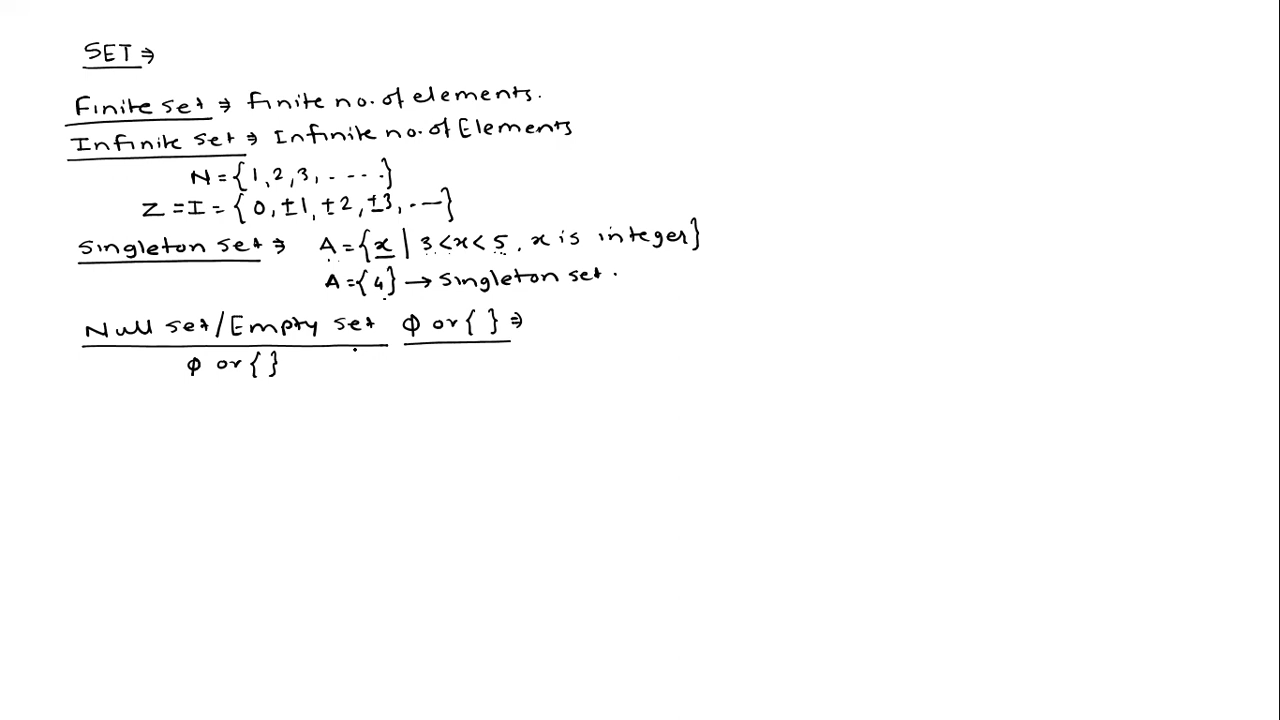 SET ⇒
Finite set ⇒ finite no. of elements.
Infinite set ⇒ Infinite no. of Elements
N = {1, 2, 3, - - - -}
Z = I = {0, ±1, ±2, ±3, - —}
Singleton set ⇒ A = {x | 3 < x < 5, x is integer}
A = {4} → Singleton set.
Null set / Empty set ϕ or { } ⇒
ϕ or { }